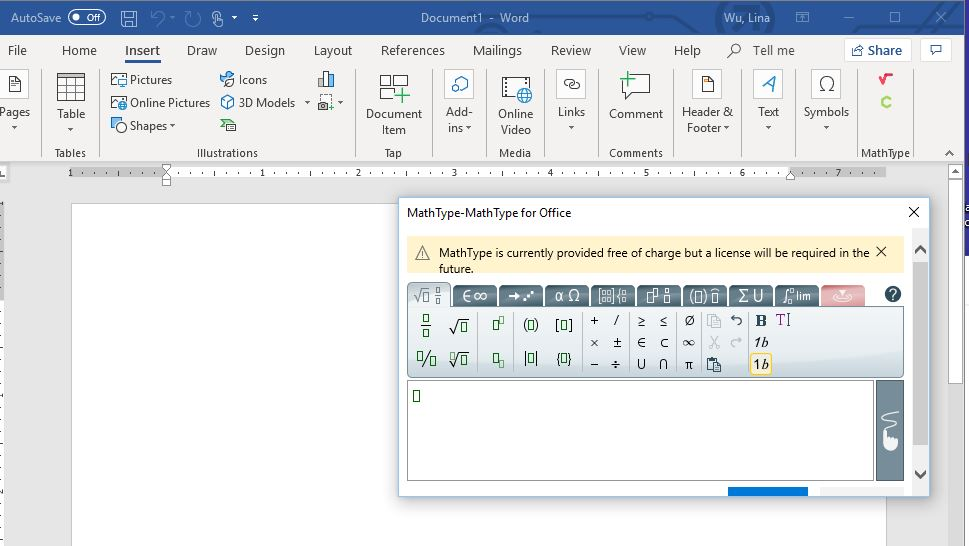 AutoSave Off Document1 - Word Wu, Lina
File Home Insert Draw Design Layout References Mailings Review View Help Tell me Share
Pages Table Pictures Online Pictures Shapes Icons 3D Models Document Item Add-ins Online Video Links Comment Header & Footer Text Symbols
Tables Illustrations Tap Media Comments MathType
1 1 2 3 4 5 6 7
MathType-MathType for Office
MathType is currently provided free of charge but a license will be required in the
future.
√ ∈∞ αΩ ΣU lim ?
√ () [] + / ≥ ≤ Ø B T
× ± ∈ ⊂ ∞ 1b
/ √ || {} − ÷ ∪ ∩ π 1b